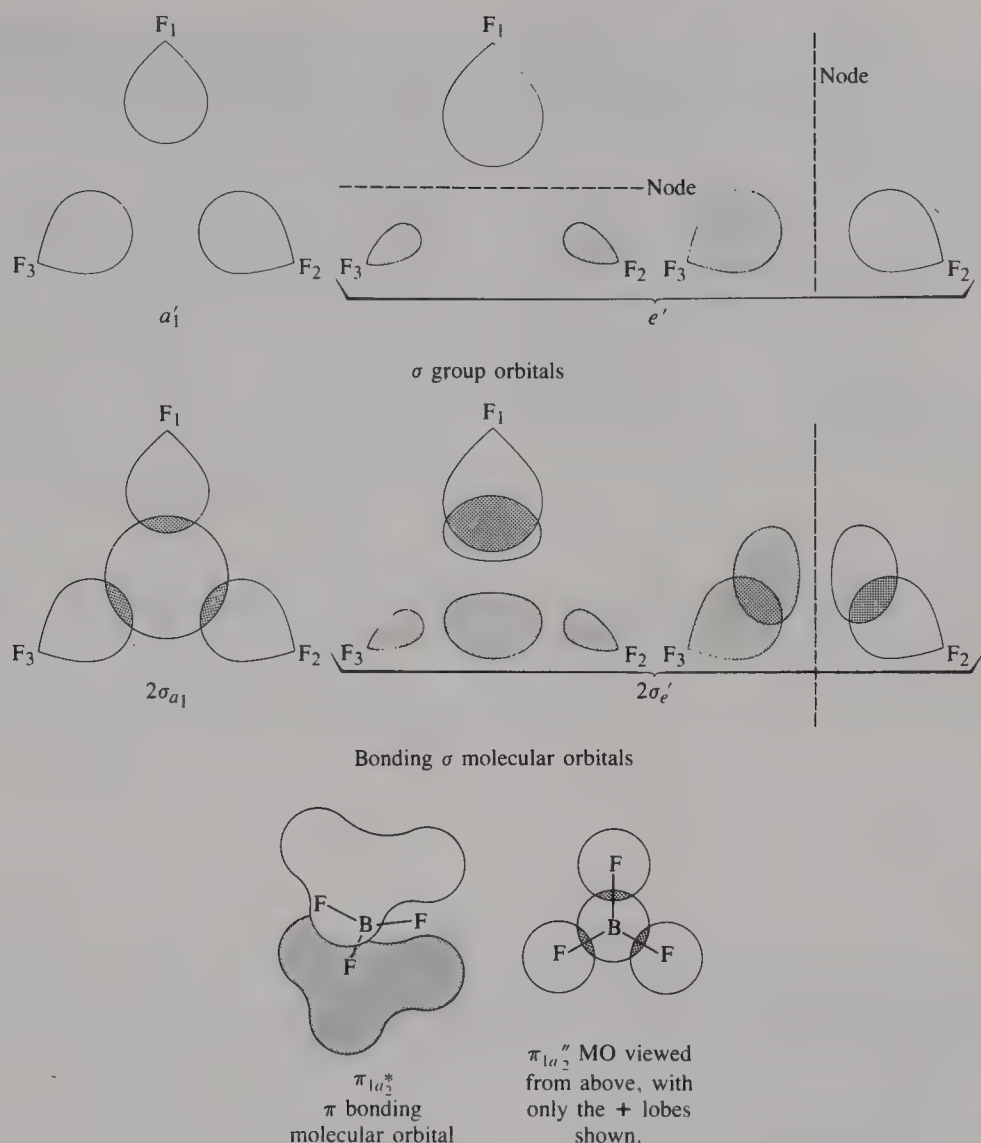 F₁ F₁
Node
Node
F₃ F₂ F₃ F₂ F₃ F₂
a′₁ e′
σ group orbitals
F₁ F₁
F₃ F₂ F₃ F₂ F₃ F₂
2σₐ₁ 2σₑ′
Bonding σ molecular orbitals
F B F
F
F
B
F F
π₁ₐ₂*
π bonding
molecular orbital
π₁ₐ₂″ MO viewed
from above, with
only the + lobes
shown.